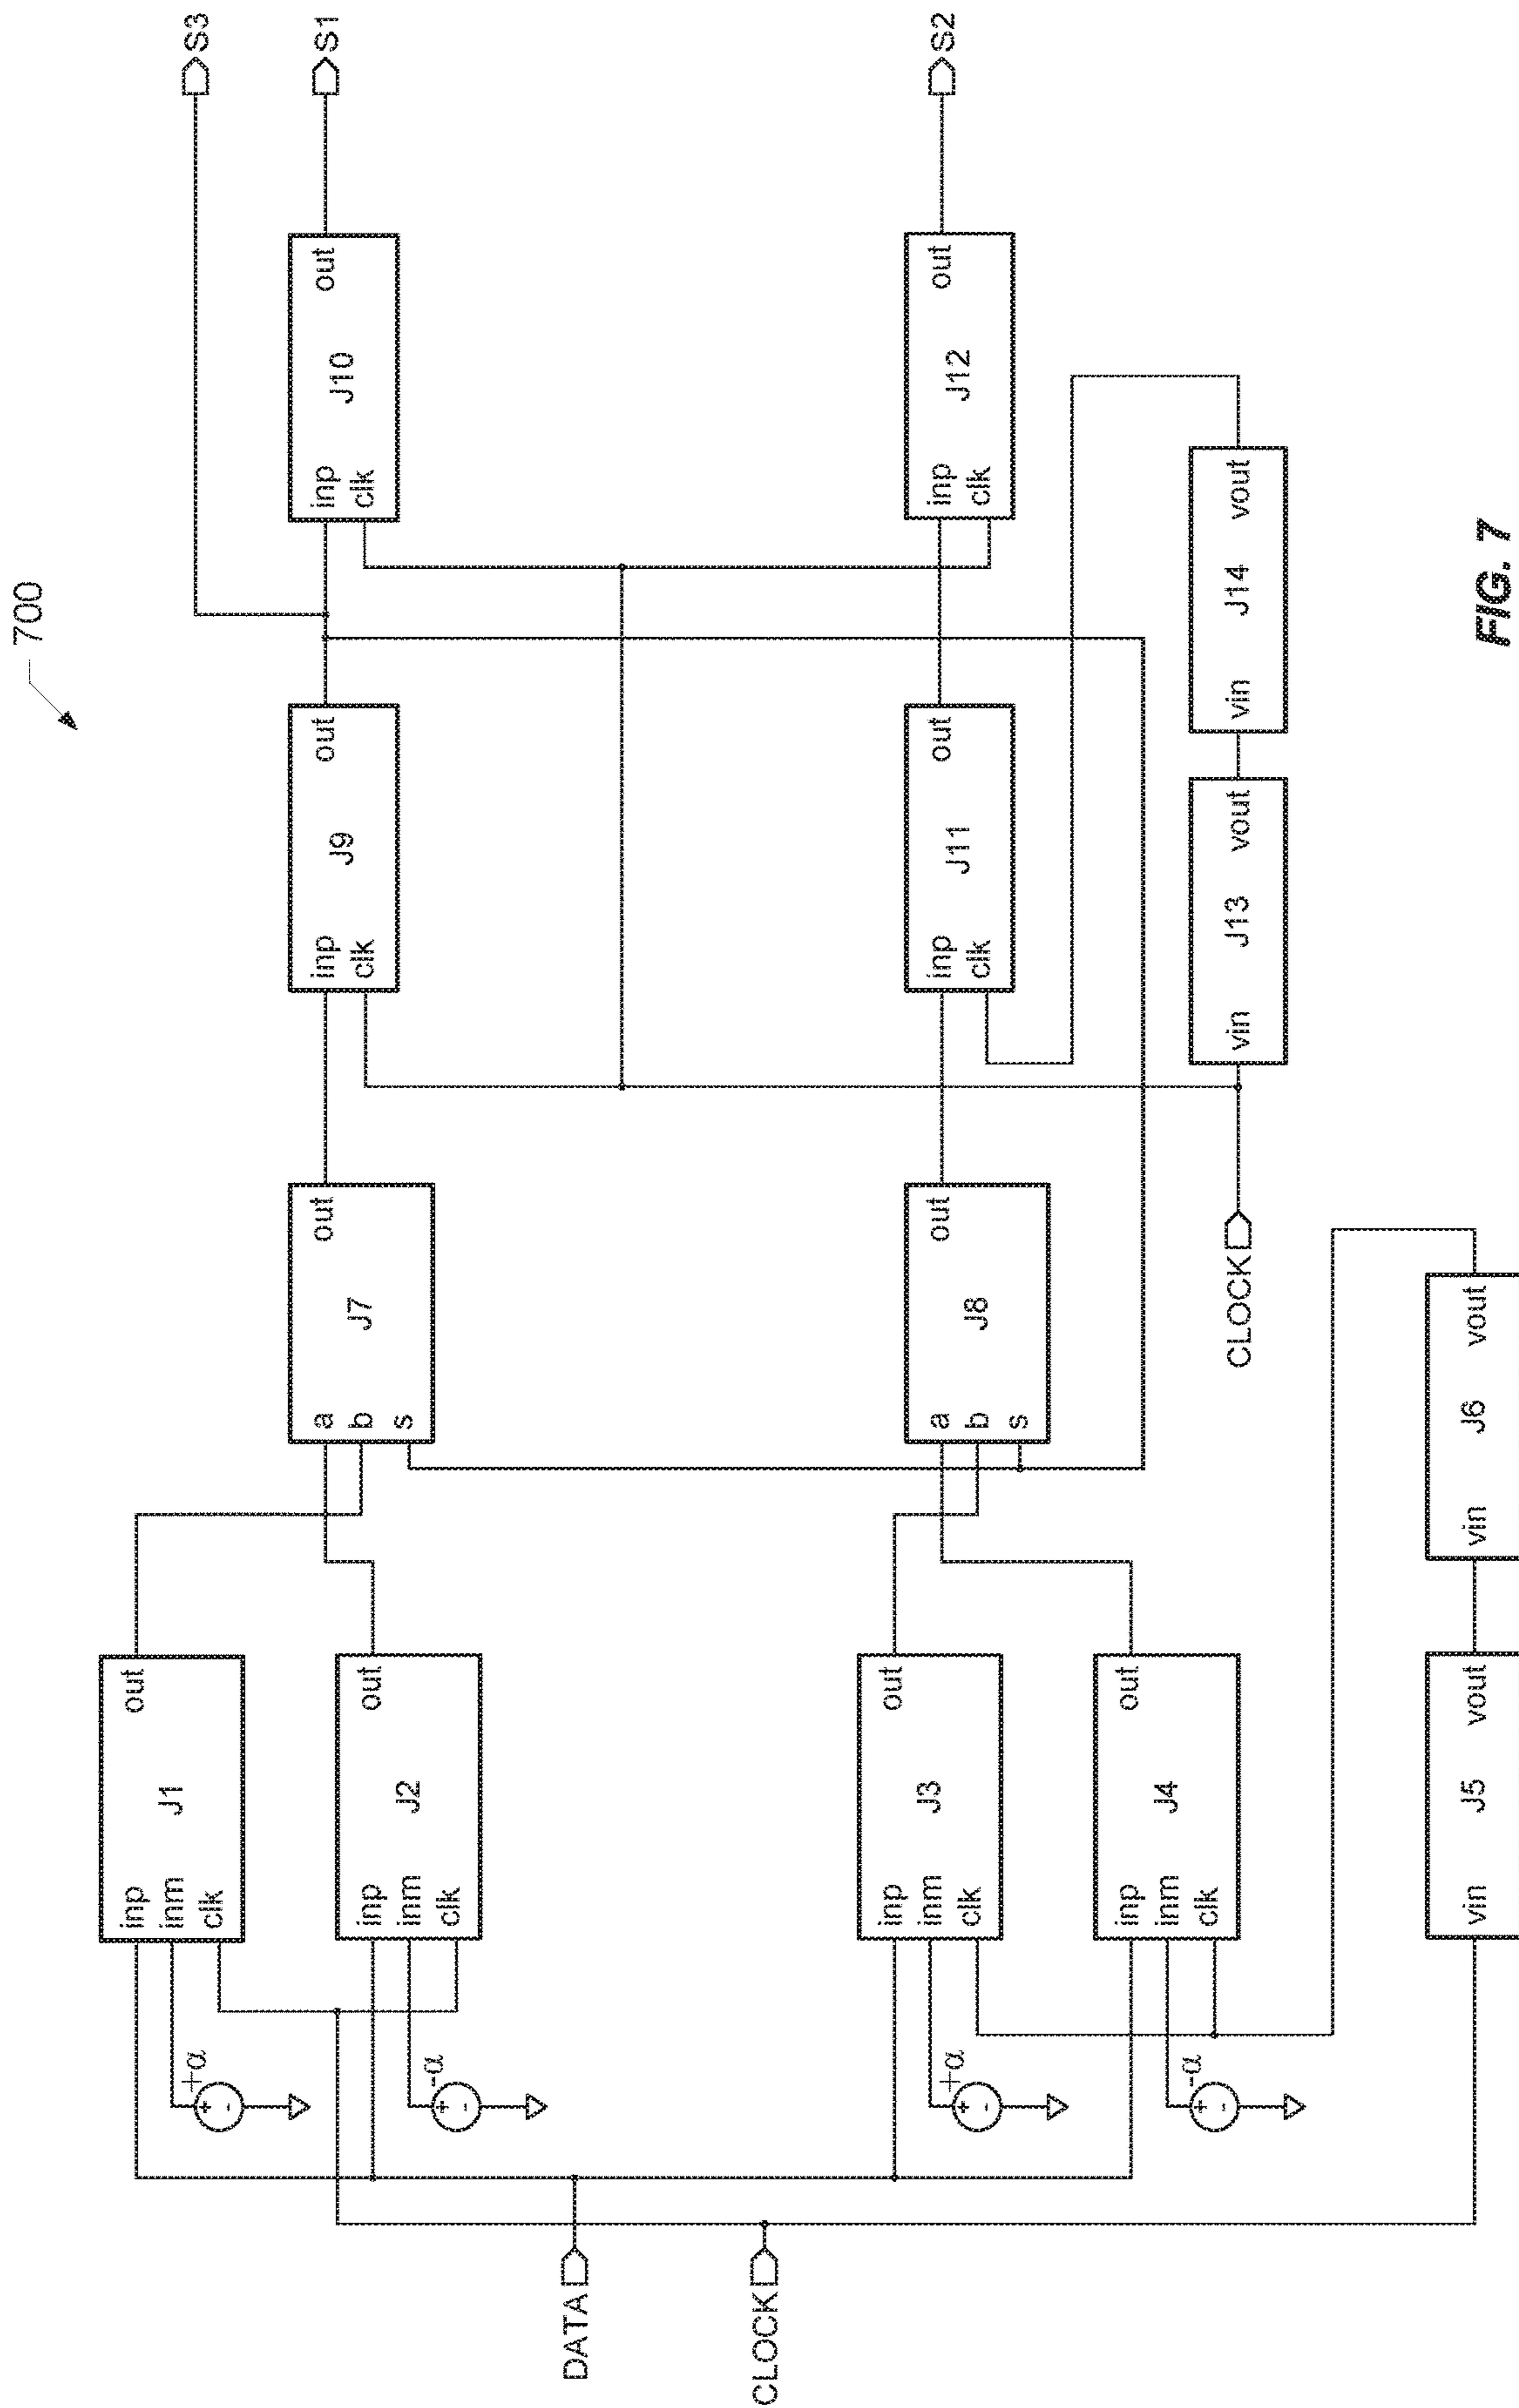 700
S3
S1
S2
J1
inp
inm
clk
out
+α
+
-
J2
inp
inm
clk
out
-α
+
-
J3
inp
inm
clk
out
+α
+
-
J4
inp
inm
clk
out
-α
+
-
J5
vin
vout
J6
vin
vout
J7
a
b
s
out
J8
a
b
s
out
J9
inp
clk
out
J10
inp
clk
out
J11
inp
clk
out
J12
inp
clk
out
J13
vin
vout
J14
vin
vout
DATA
CLOCK
CLOCK
FIG. 7